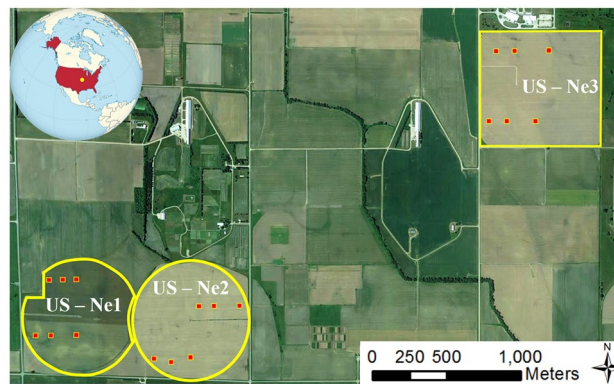 US – Ne3
US – Ne1
US – Ne2
0 250 500 1,000
Meters
N